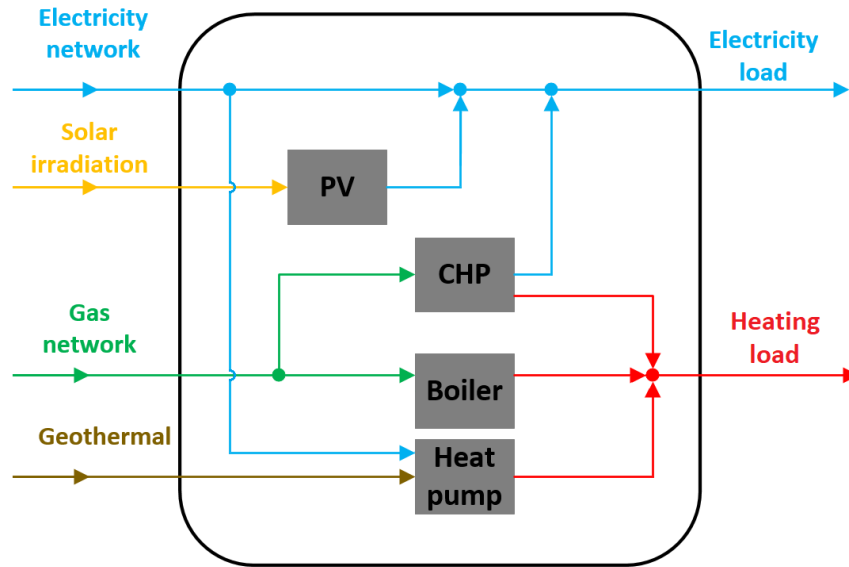 Electricity
network
Electricity
load
Solar
irradiation
PV
CHP
Gas
network
Heating
load
Boiler
Geothermal
Heat
pump